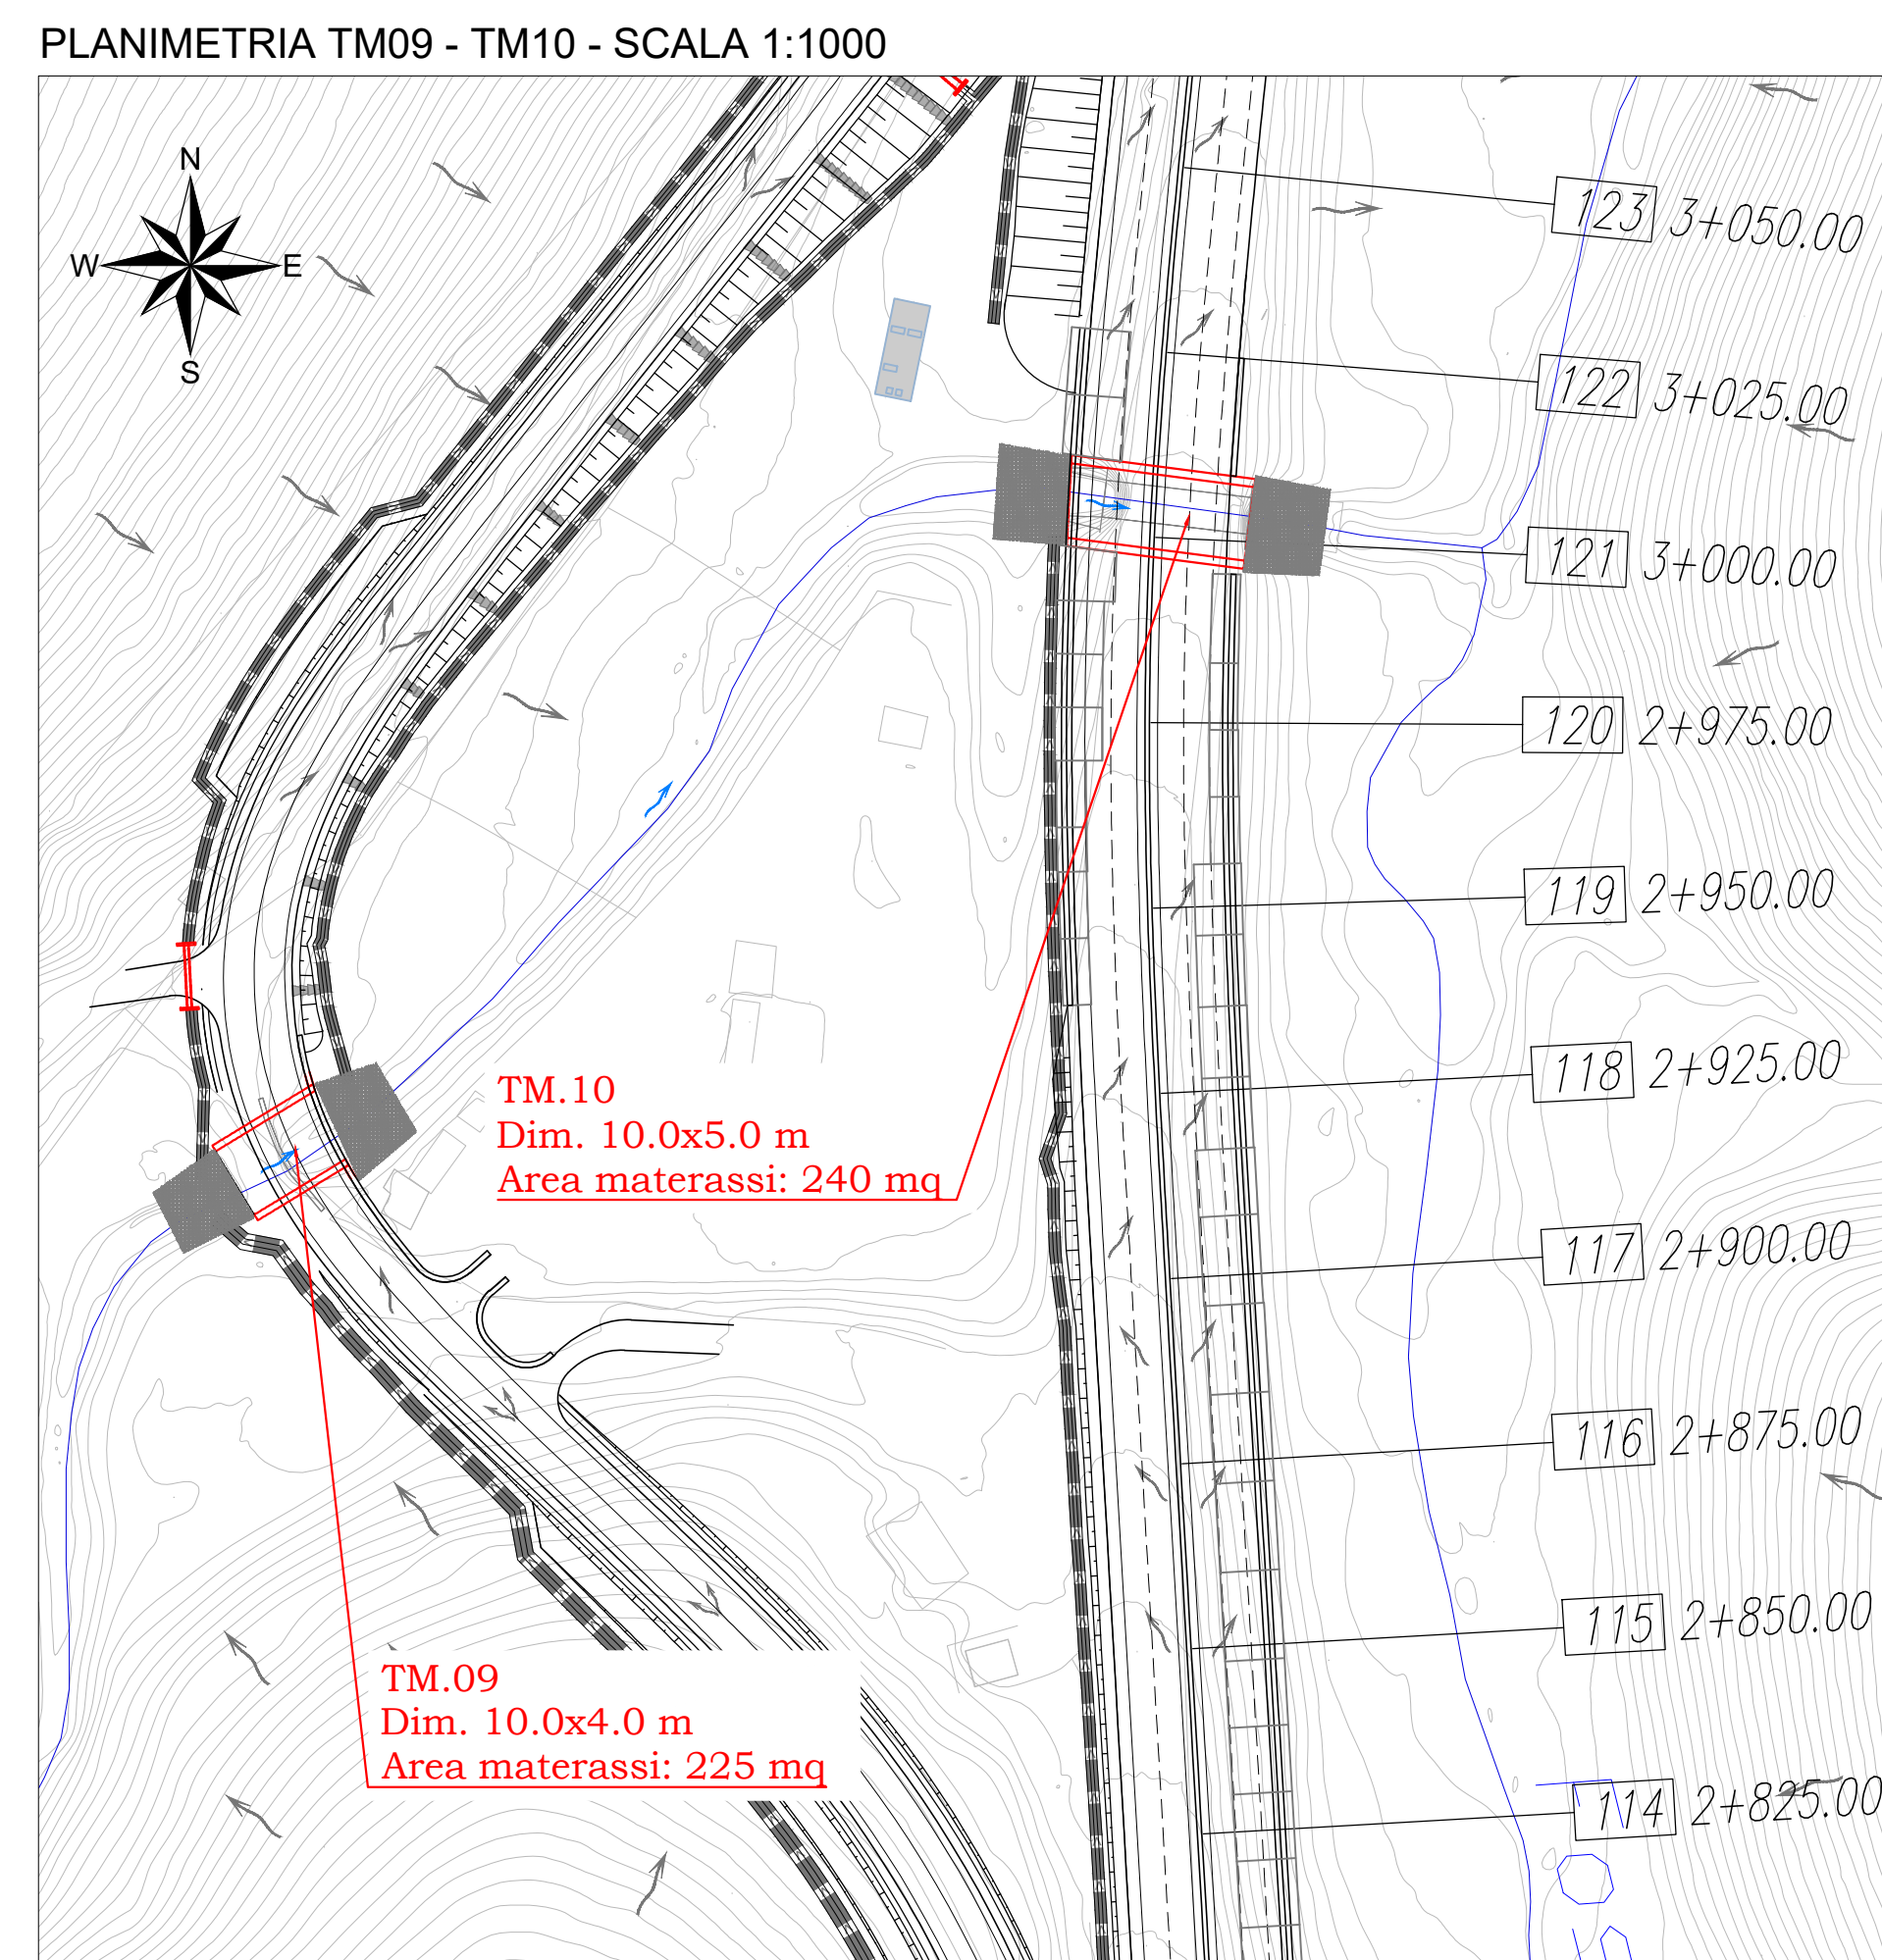 PLANIMETRIA TM09 - TM10 - SCALA 1:1000
N
W E
S
123 3+050.00
122 3+025.00
121 3+000.00
120 2+975.00
119 2+950.00
118 2+925.00
117 2+900.00
116 2+875.00
115 2+850.00
114 2+825.00
TM.10
Dim. 10.0x5.0 m
Area materassi: 240 mq
TM.09
Dim. 10.0x4.0 m
Area materassi: 225 mq